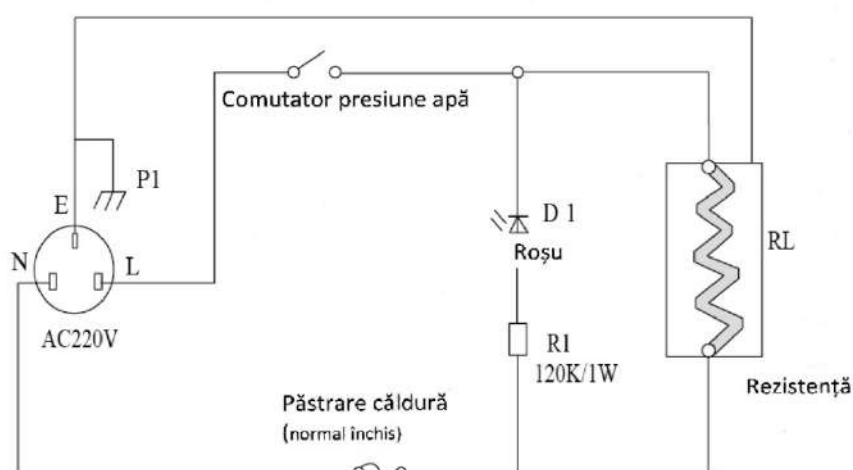 Comutator presiune apă
P1
E
N
L
AC220V
D 1
Roșu
RL
R1
120K/1W
Rezistență
Păstrare căldură
(normal închis)